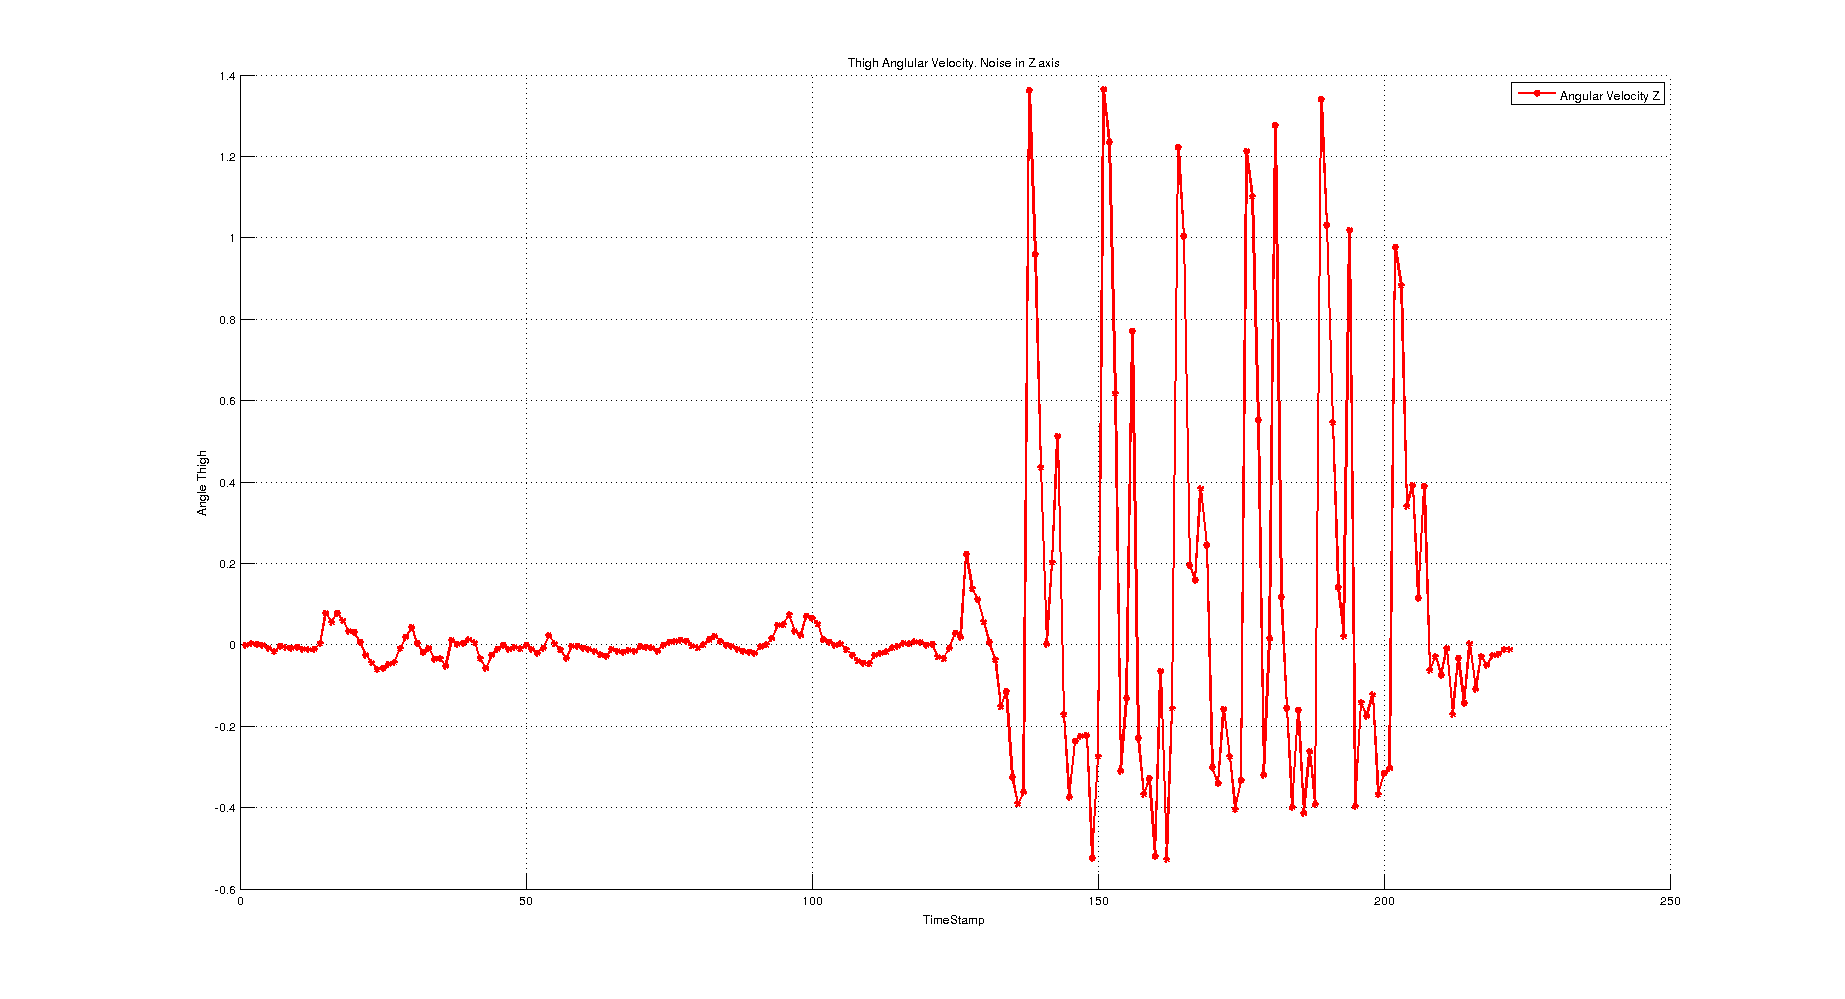 Thigh Anglular Velocity. Noise in Z axis
Angular Velocity Z
1.4
1.2
1
0.8
0.6
0.4
0.2
0
-0.2
-0.4
-0.6
Angle Thigh
0 50 100 150 200 250
TimeStamp